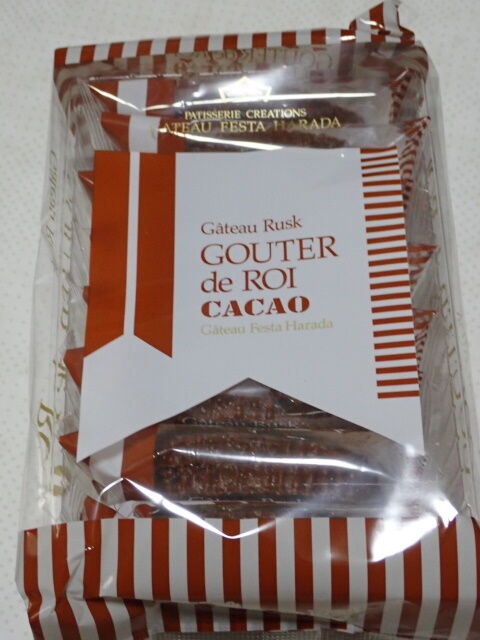 PATISSERIE CREATIONS
GATEAU FESTA HARADA
Gâteau Rusk
GOUTER
de ROI
CACAO
Gâteau Festa Harada